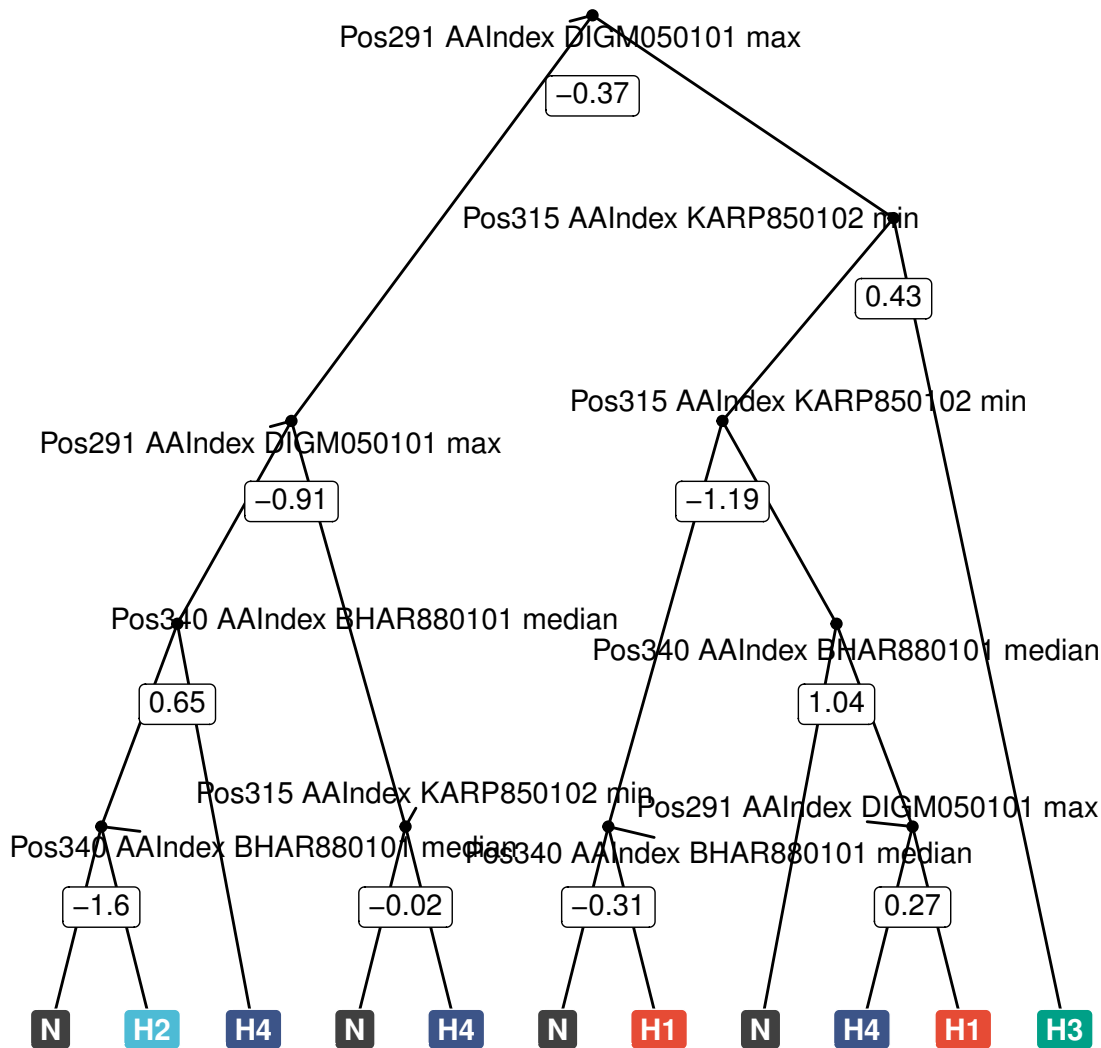 Pos291 AAIndex DIGM050101 max
−0.37
Pos315 AAIndex KARP850102 min
0.43
Pos315 AAIndex KARP850102 min
Pos291 AAIndex DIGM050101 max
−0.91
−1.19
Pos340 AAIndex BHAR880101 median
Pos340 AAIndex BHAR880101 median
0.65
1.04
Pos315 AAIndex KARP850102 min
Pos291 AAIndex DIGM050101 max
Pos340 AAIndex BHAR880101 median
Pos340 AAIndex BHAR880101 median
−1.6
−0.02
−0.31
0.27
N
H2
H4
N
H4
N
H1
N
H4
H1
H3